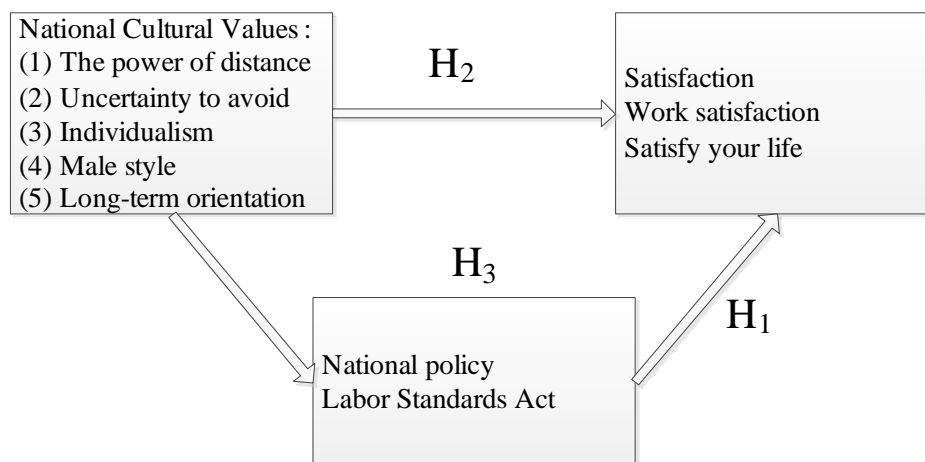 National Cultural Values :
(1) The power of distance
(2) Uncertainty to avoid
(3) Individualism
(4) Male style
(5) Long-term orientation
H2
Satisfaction
Work satisfaction
Satisfy your life
H3
H1
National policy
Labor Standards Act